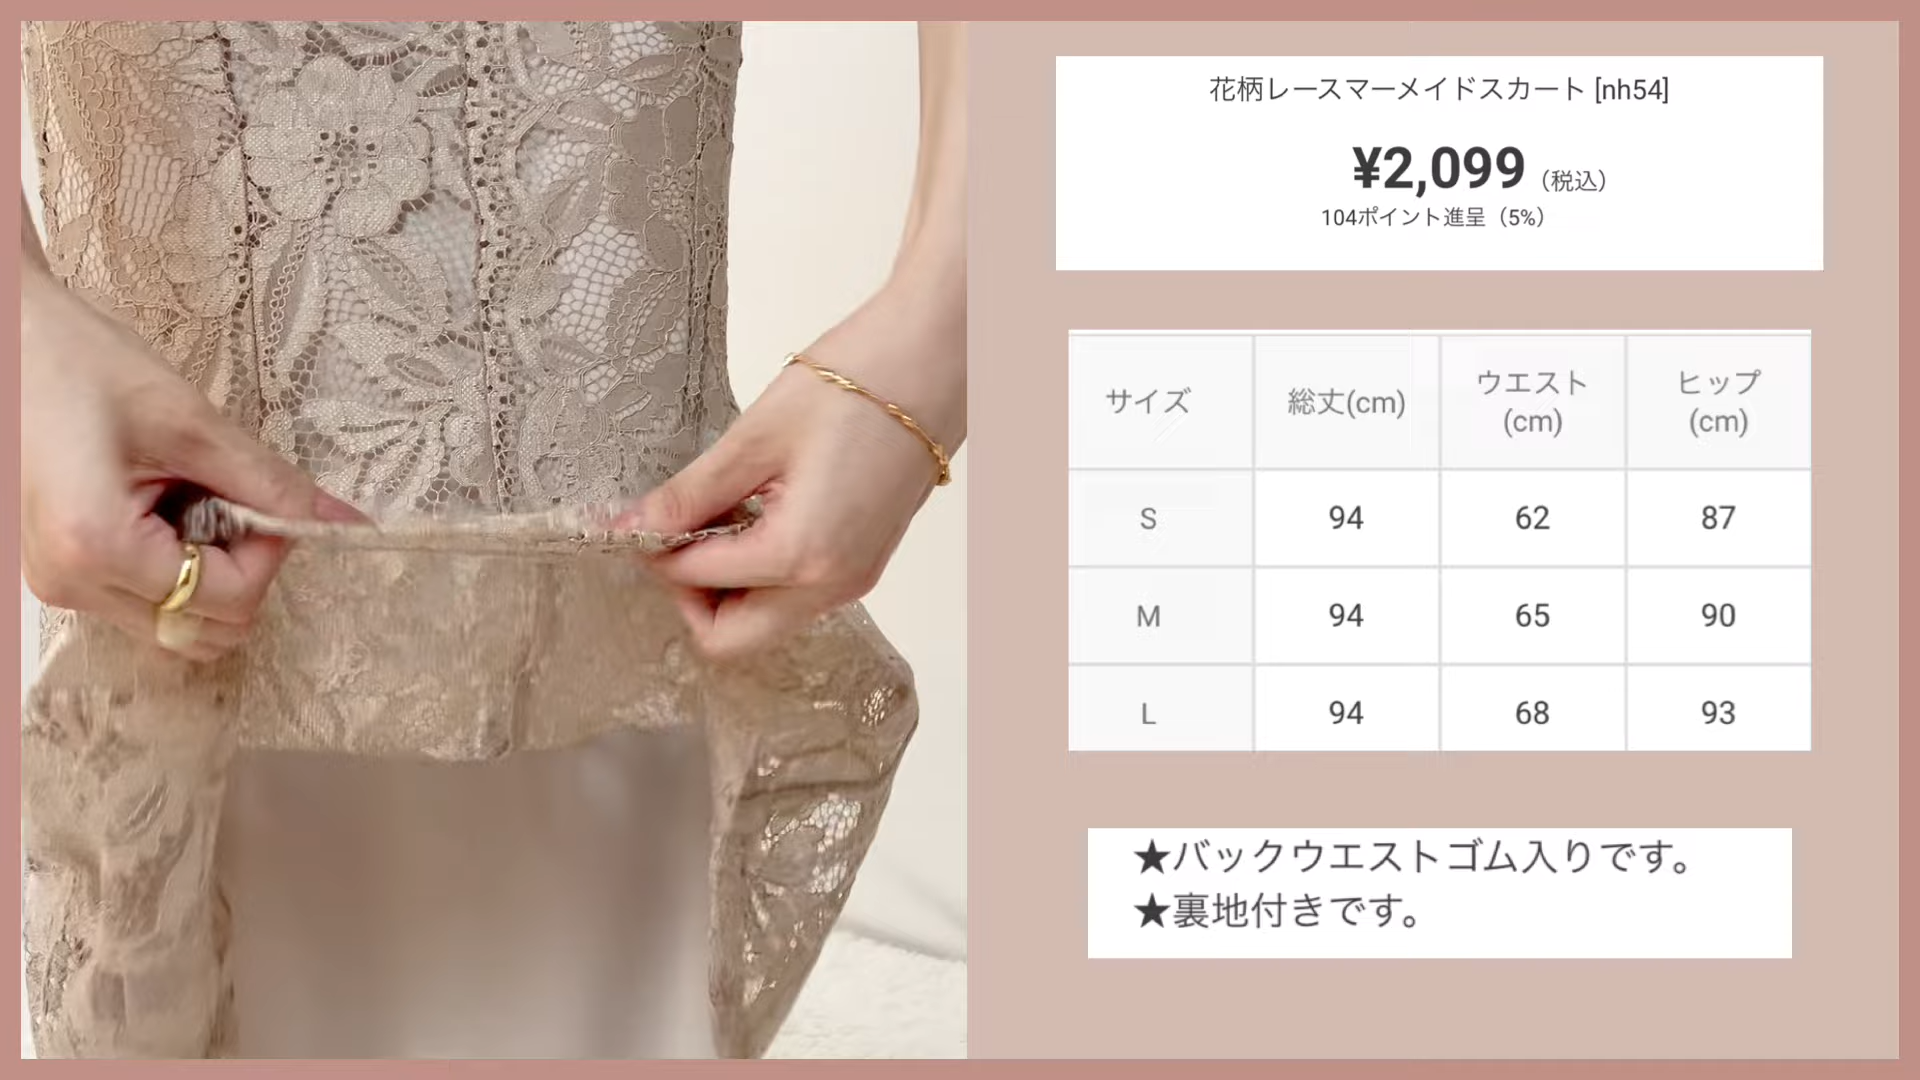 花柄レースマーメイドスカート [nh54]
¥2,099 (税込)
104ポイント進呈（5%）
サイズ 総丈(cm) ウエスト(cm) ヒップ(cm)
S 94 62 87
M 94 65 90
L 94 68 93
★バックウエストゴム入りです。
★裏地付きです。